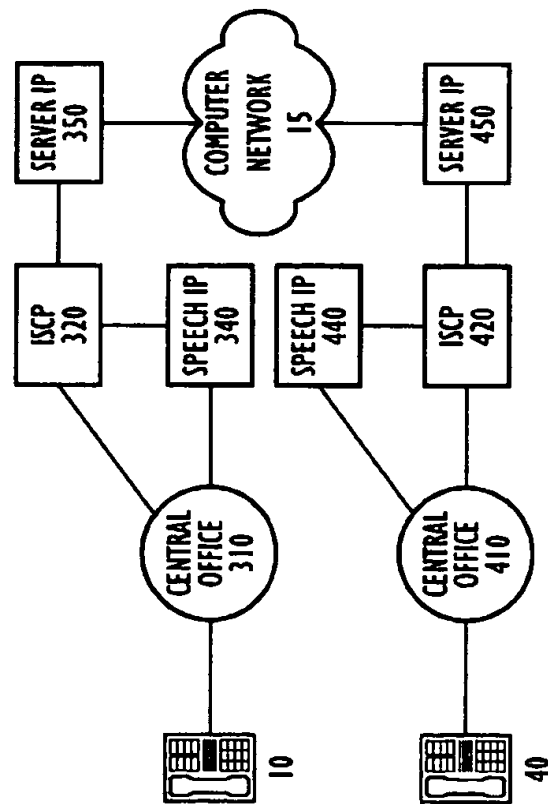 SERVER IP
350
ISCP
320
COMPUTER
NETWORK
15
SPEECH IP
340
CENTRAL
OFFICE
310
10
SPEECH IP
440
SERVER IP
450
ISCP
420
CENTRAL
OFFICE
410
40